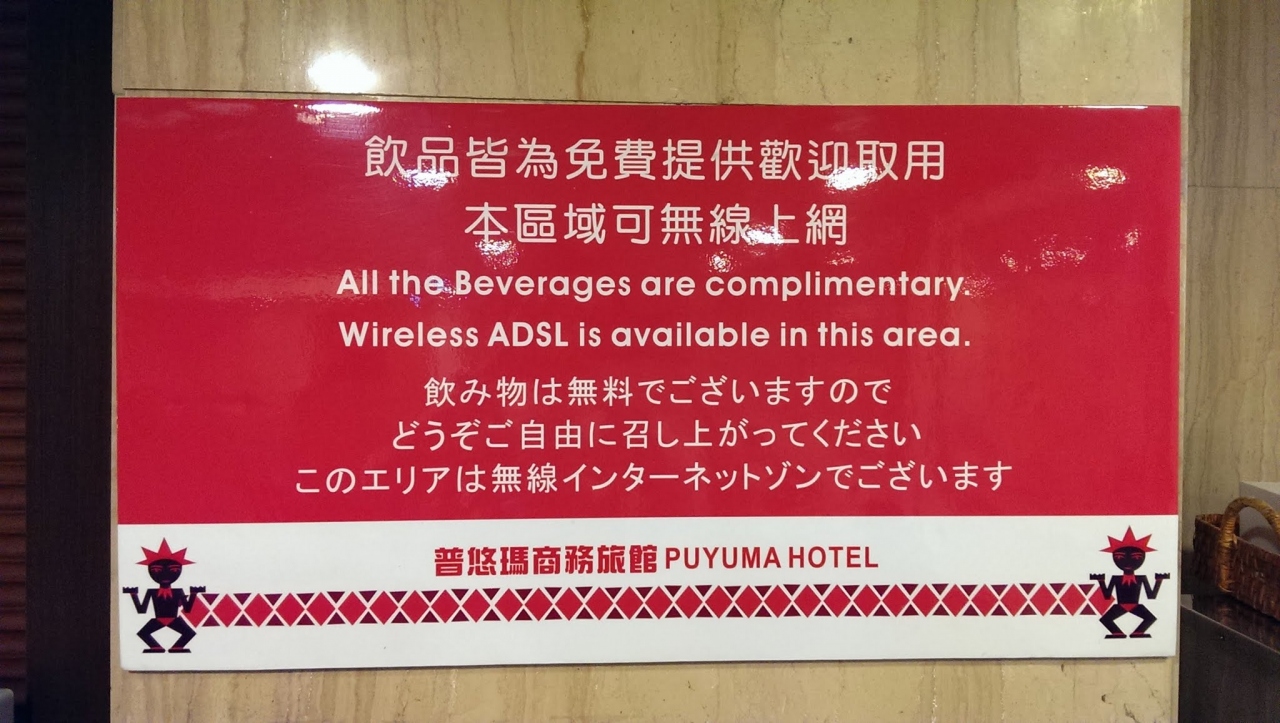 飲品皆為免費提供歡迎取用
本區域可無線上網
All the Beverages are complimentary.
Wireless ADSL is available in this area.
飲み物は無料でございますので
どうぞご自由に召し上がってください
このエリアは無線インターネットゾンでございます
普悠瑪商務旅館 PUYUMA HOTEL